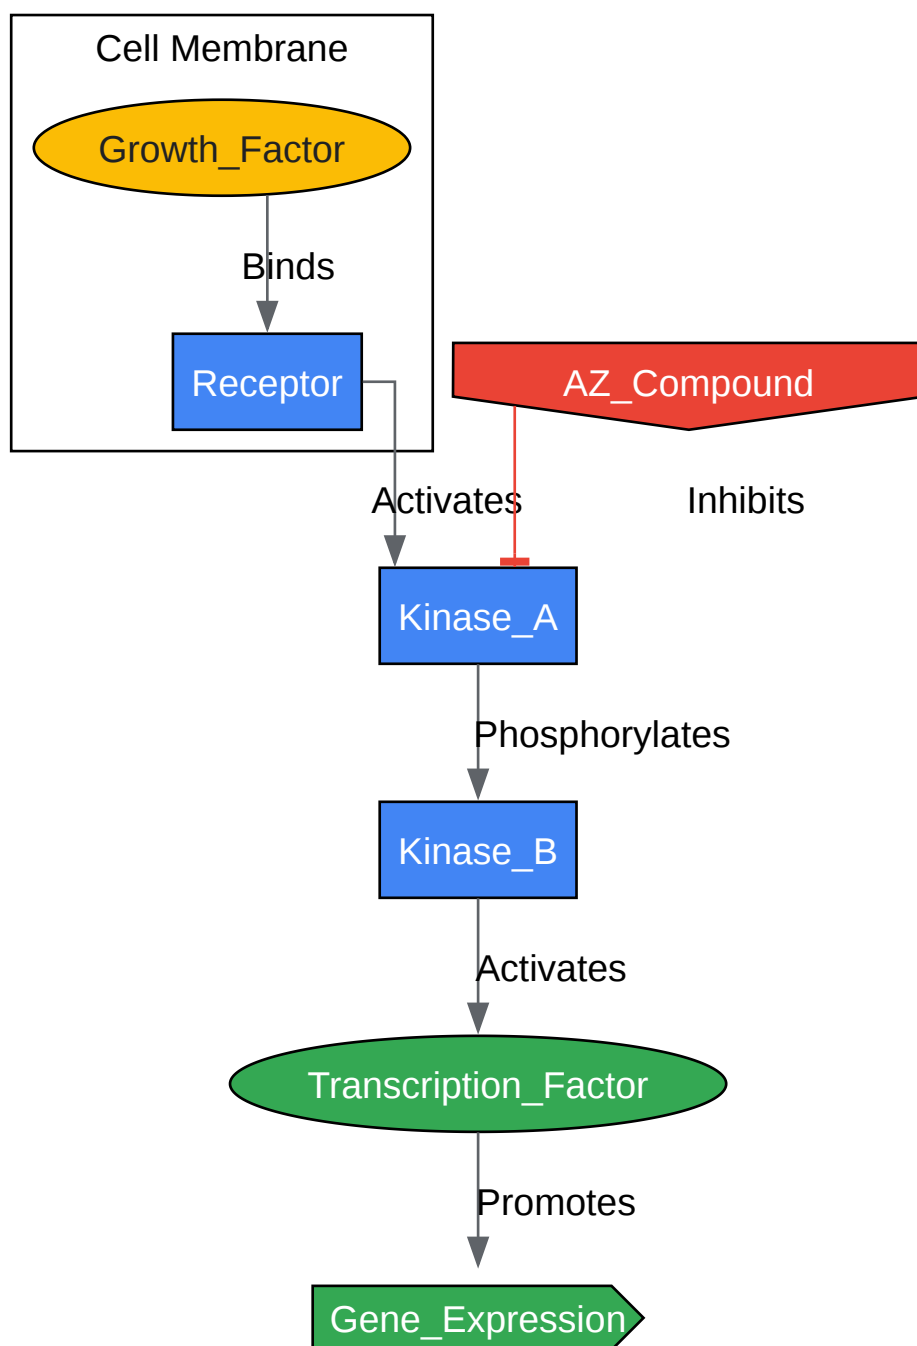 Cell Membrane
Growth_Factor
Binds
Receptor
AZ_Compound
Activates
Inhibits
Kinase_A
Phosphorylates
Kinase_B
Activates
Transcription_Factor
Promotes
Gene_Expression